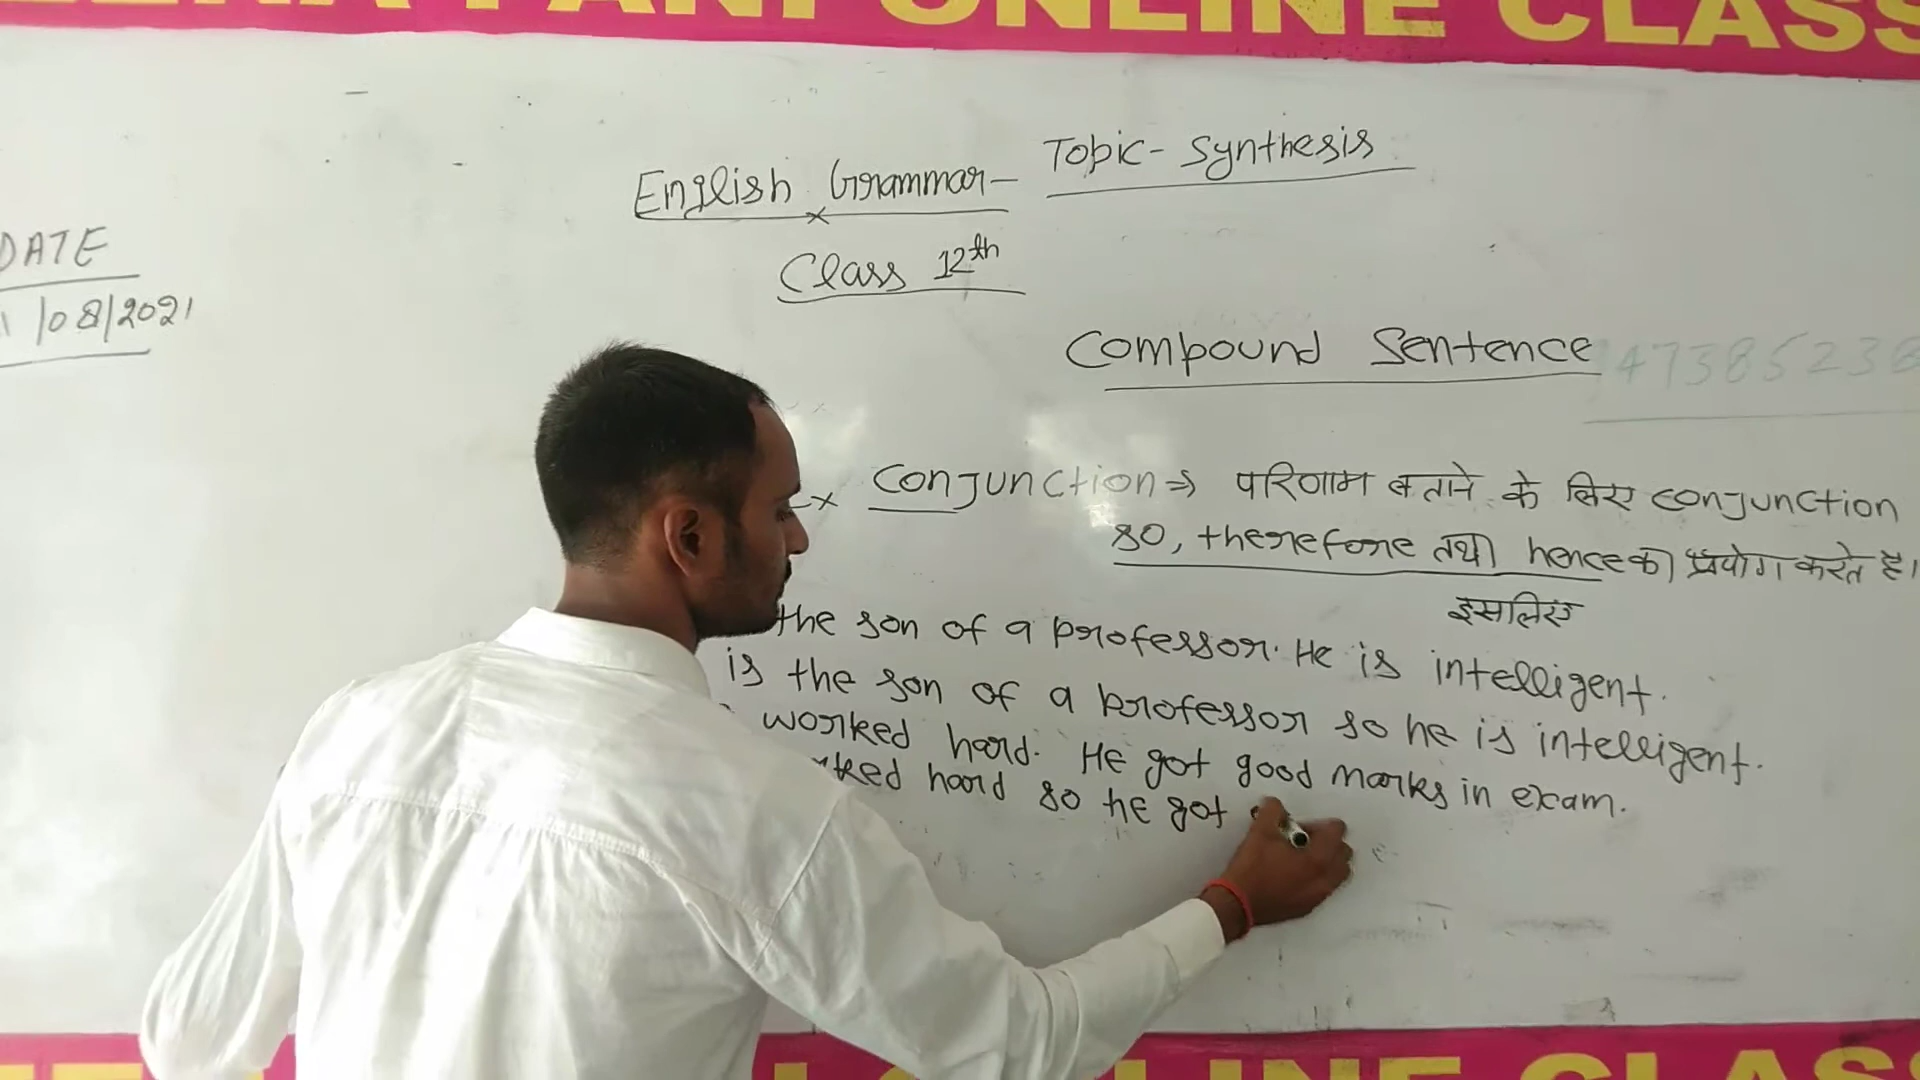 PANI ONLINE CLASS
English Grammar- Topic- Synthesis
Class 12th
DATE
/08/2021
Compound Sentence
47385238
Conjunction ⇒ परिणाम बताने के लिए conjunction
so, therefore तथा hence का प्रयोग करते है।
इसलिए
the son of a professor. He is intelligent.
is the son of a professor so he is intelligent.
worked hard. He got good marks in exam.
hard so he got
ONLINE CLASS